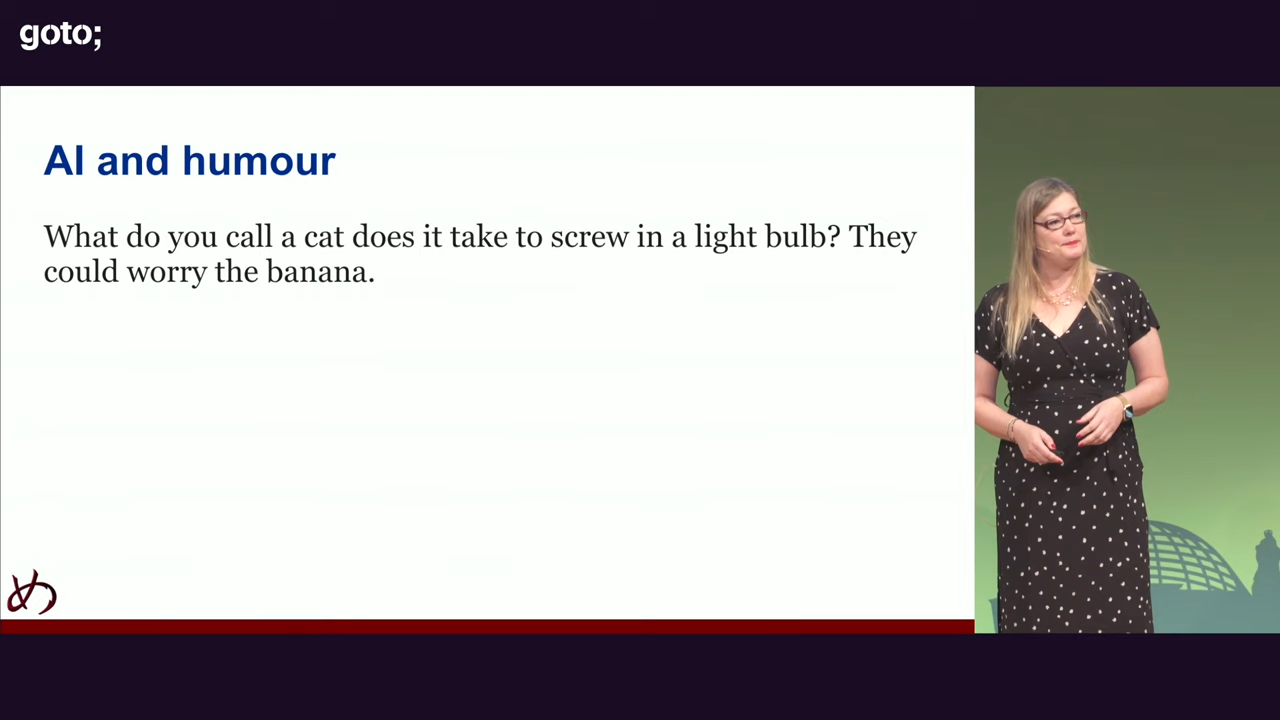 goto;
AI and humour
What do you call a cat does it take to screw in a light bulb? They
could worry the banana.
め